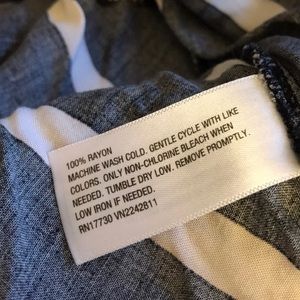 100% RAYON
MACHINE WASH COLD. GENTLE CYCLE WITH LIKE
COLORS. ONLY NON-CHLORINE BLEACH WHEN
NEEDED. TUMBLE DRY LOW. REMOVE PROMPTLY.
LOW IRON IF NEEDED.
RN17730 VN2242811